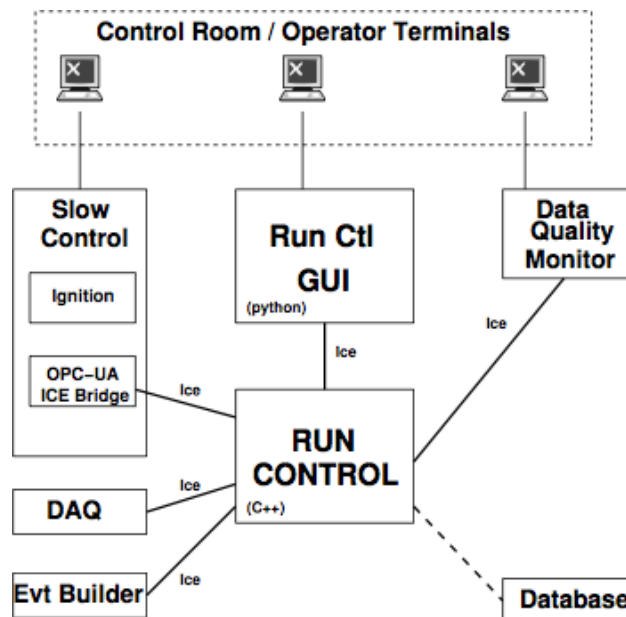 Control Room / Operator Terminals
Slow
Control
Ignition
OPC−UA
ICE Bridge
Run Ctl
GUI
(python)
Data
Quality
Monitor
Ice
Ice
Ice
RUN
CONTROL
(C++)
Ice
DAQ
Ice
Evt Builder
Database